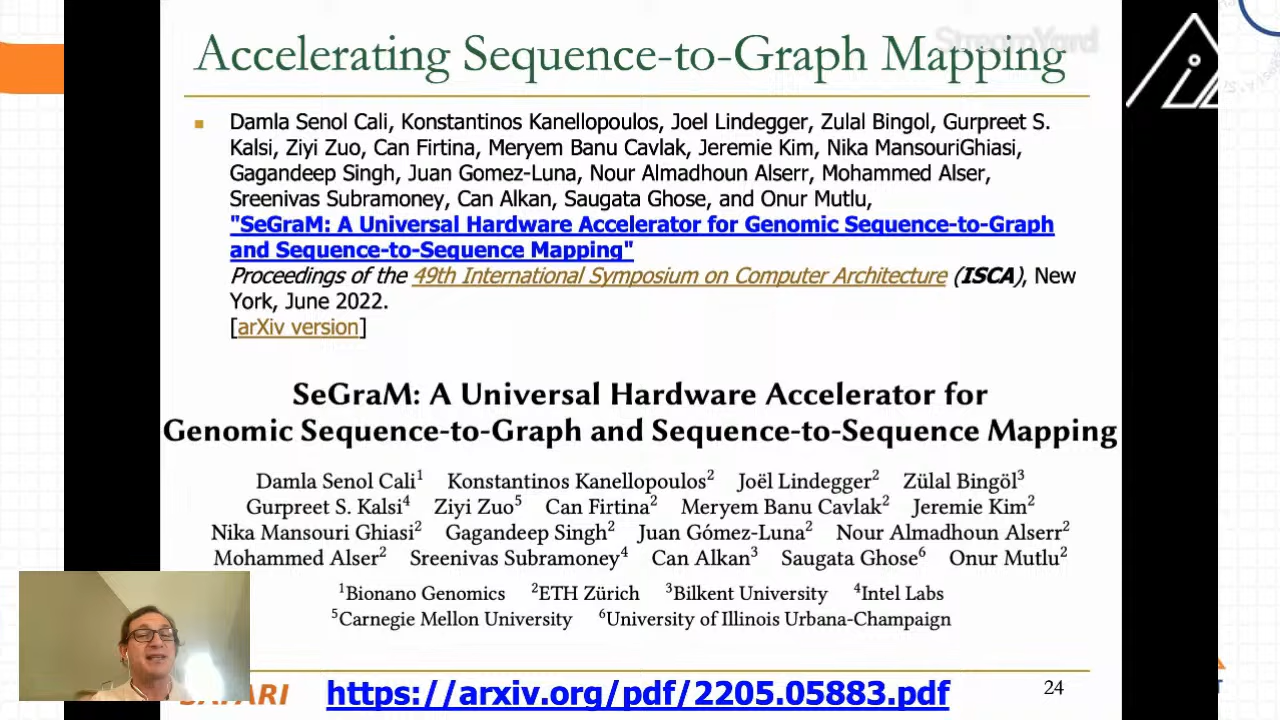 Accelerating Sequence-to-Graph Mapping
StreamYard
Damla Senol Cali, Konstantinos Kanellopoulos, Joel Lindegger, Zulal Bingol, Gurpreet S.
Kalsi, Ziyi Zuo, Can Firtina, Meryem Banu Cavlak, Jeremie Kim, Nika MansouriGhiasi,
Gagandeep Singh, Juan Gomez-Luna, Nour Almadhoun Alserr, Mohammed Alser,
Sreenivas Subramoney, Can Alkan, Saugata Ghose, and Onur Mutlu,
"SeGraM: A Universal Hardware Accelerator for Genomic Sequence-to-Graph
and Sequence-to-Sequence Mapping"
Proceedings of the 49th International Symposium on Computer Architecture (ISCA), New
York, June 2022.
[arXiv version]
SeGraM: A Universal Hardware Accelerator for
Genomic Sequence-to-Graph and Sequence-to-Sequence Mapping
Damla Senol Cali¹ Konstantinos Kanellopoulos² Joël Lindegger² Zülal Bingöl³
Gurpreet S. Kalsi⁴ Ziyi Zuo⁵ Can Firtina² Meryem Banu Cavlak² Jeremie Kim²
Nika Mansouri Ghiasi² Gagandeep Singh² Juan Gómez-Luna² Nour Almadhoun Alserr²
Mohammed Alser² Sreenivas Subramoney⁴ Can Alkan³ Saugata Ghose⁶ Onur Mutlu²
¹Bionano Genomics ²ETH Zürich ³Bilkent University ⁴Intel Labs
⁵Carnegie Mellon University ⁶University of Illinois Urbana-Champaign
SAFARI https://arxiv.org/pdf/2205.05883.pdf 24